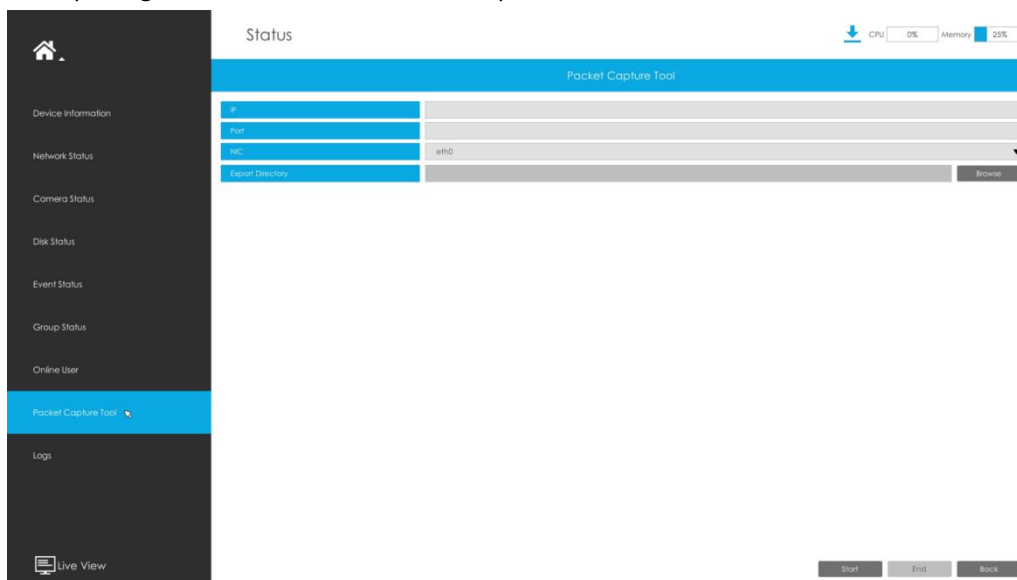 Status
CPU 0% Memory 25%
Packet Capture Tool
Device Information
Network Status
Camera Status
Disk Status
Event Status
Group Status
Online User
Packet Capture Tool
Logs
Live View
IP
Port
NIC eth0
Export Directory Browse
Start End Back